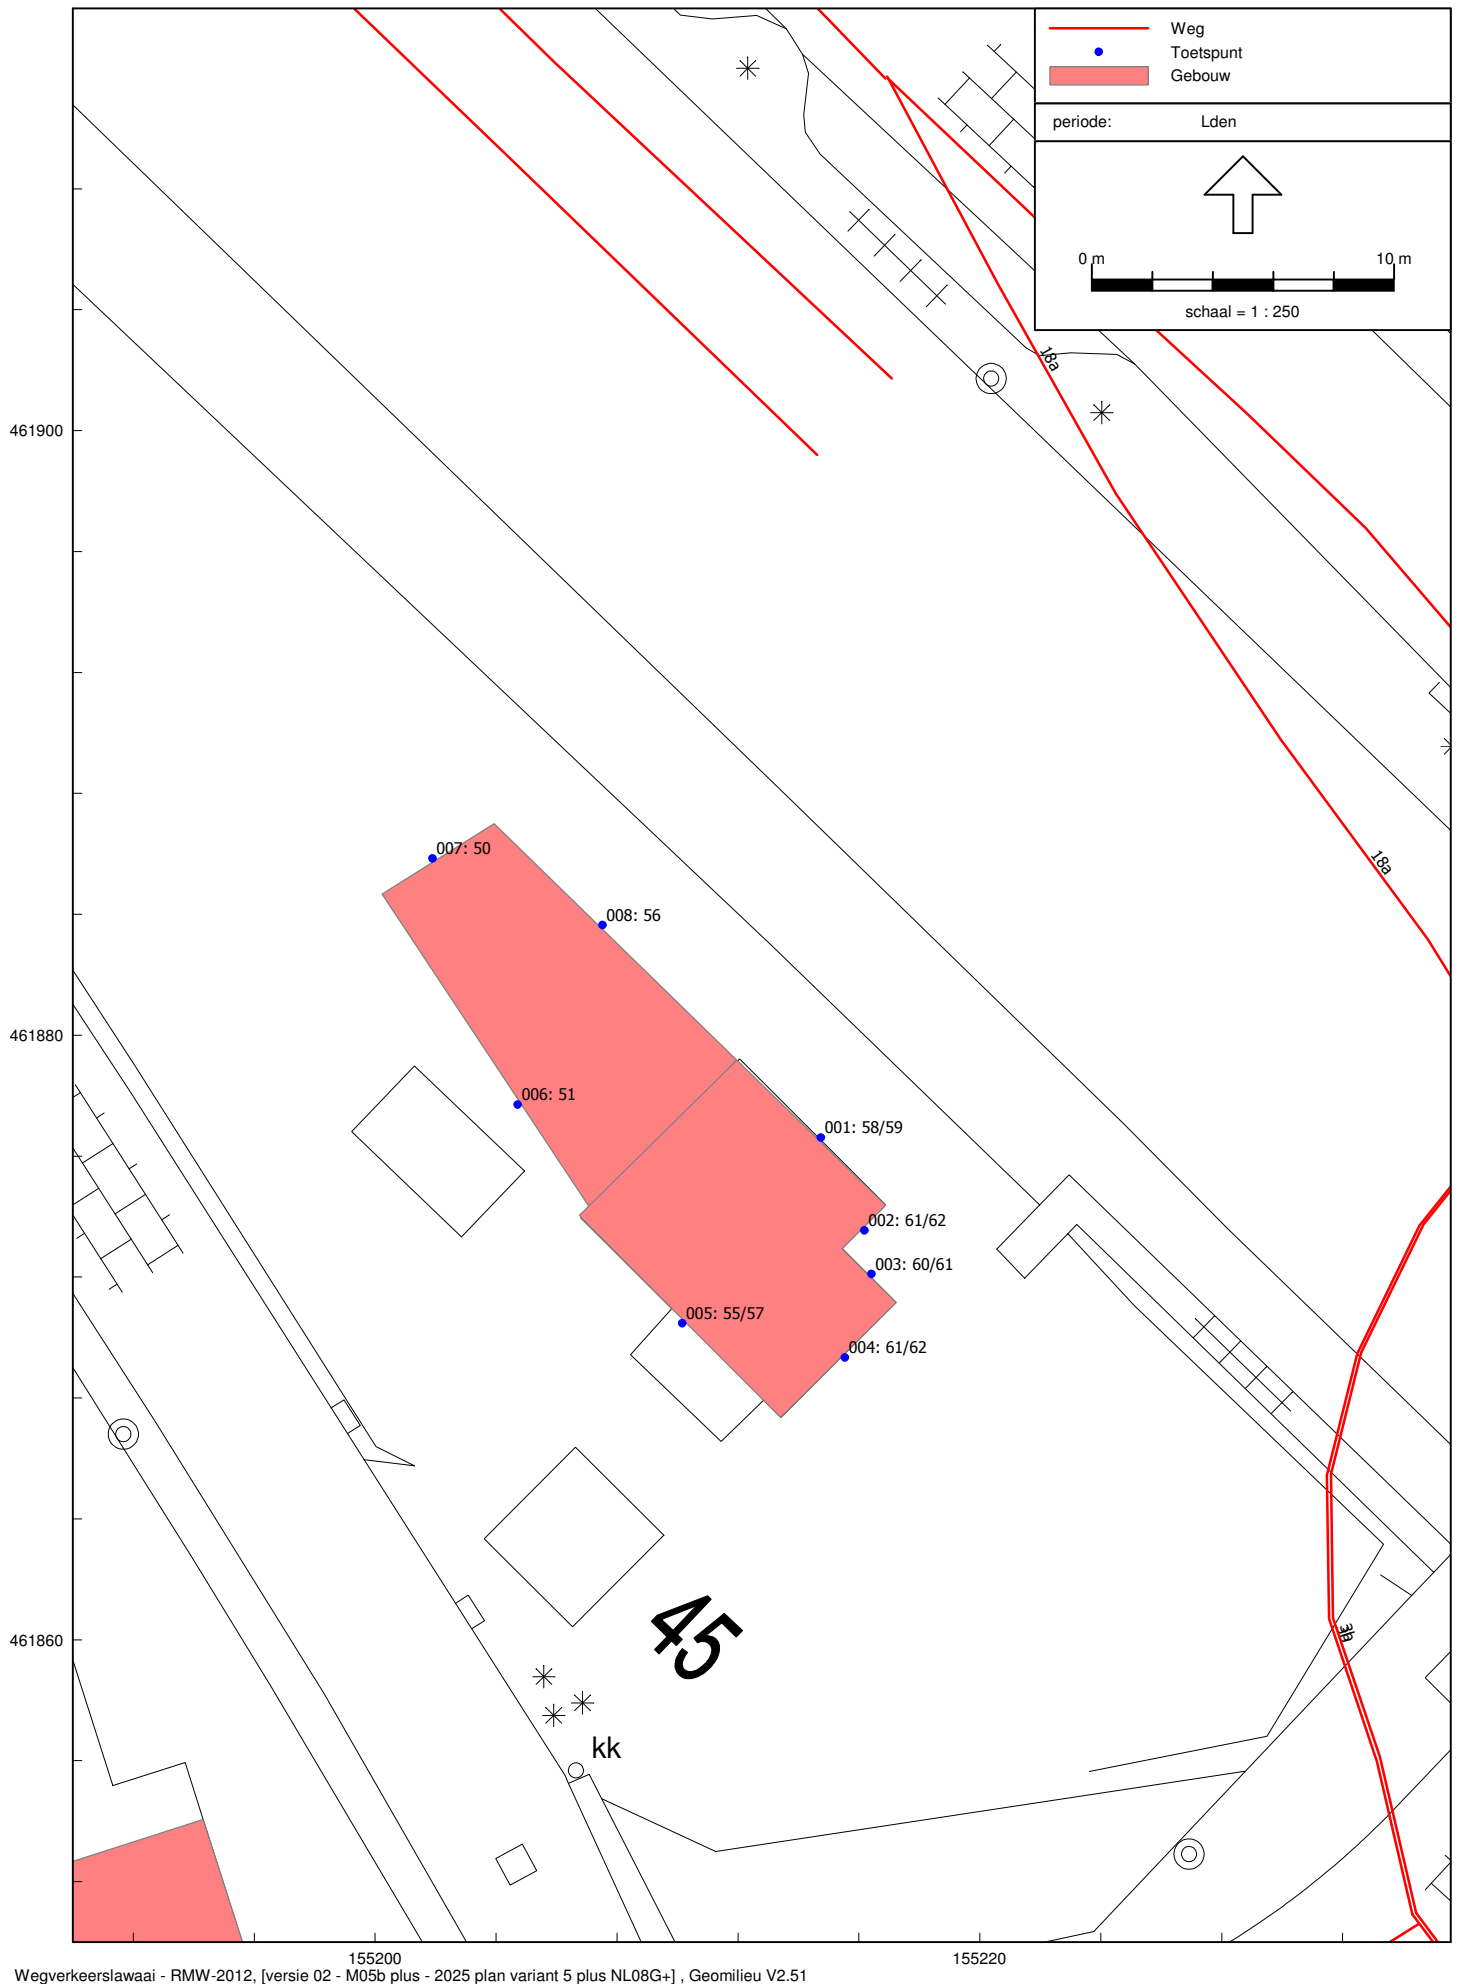 Weg
Toetspunt
Gebouw
periode: Lden
0 m 10 m
schaal = 1 : 250
18a
461900
18a
007: 50
008: 56
461880
006: 51
001: 58/59
002: 61/62
003: 60/61
005: 55/57
004: 61/62
45
461860
kk
155200 155220
Wegverkeerslawaai - RMW-2012, [versie 02 - M05b plus - 2025 plan variant 5 plus NL08G+] , Geomilieu V2.51